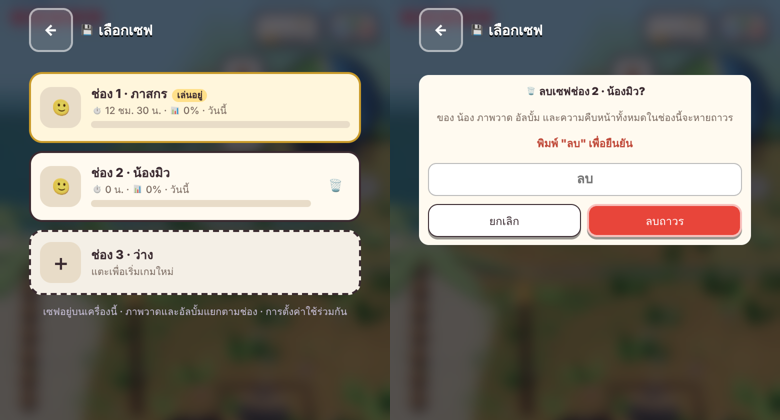 เลือกเซฟ
ช่อง 1 · ภาสกร เล่นอยู่
12 ชม. 30 น. · 0% · วันนี้
ช่อง 2 · น้องมิว
0 น. · 0% · วันนี้
ช่อง 3 · ว่าง
แตะเพื่อเริ่มเกมใหม่
เซฟอยู่บนเครื่องนี้ · ภาพวาดและอัลบั้มแยกตามช่อง · การตั้งค่าใช้ร่วมกัน
เลือกเซฟ
ลบเซฟช่อง 2 · น้องมิว?
ของ น้อง ภาพวาด อัลบั้ม และความคืบหน้าทั้งหมดในช่องนี้จะหายถาวร
พิมพ์ "ลบ" เพื่อยืนยัน
ลบ
ยกเลิก ลบถาวร